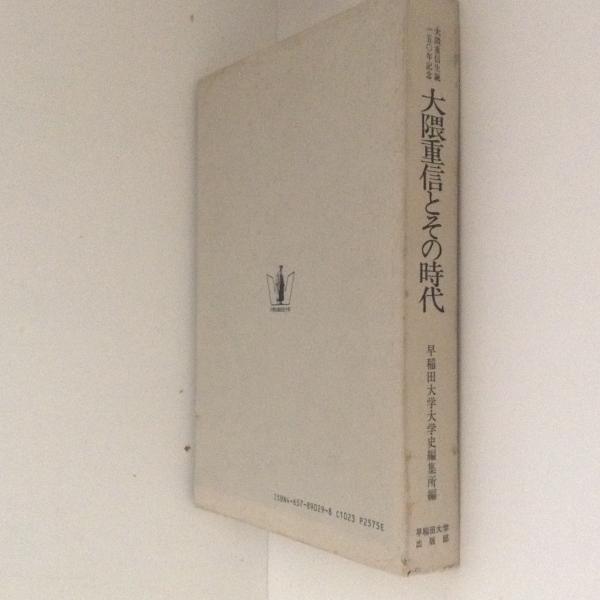 大隈重信生誕
一五〇年記念
大隈重信とその時代
早稲田大学大学史編集所編
早稲田大学
出版部
ISBN4-657-89029-8 C1023 P2575E